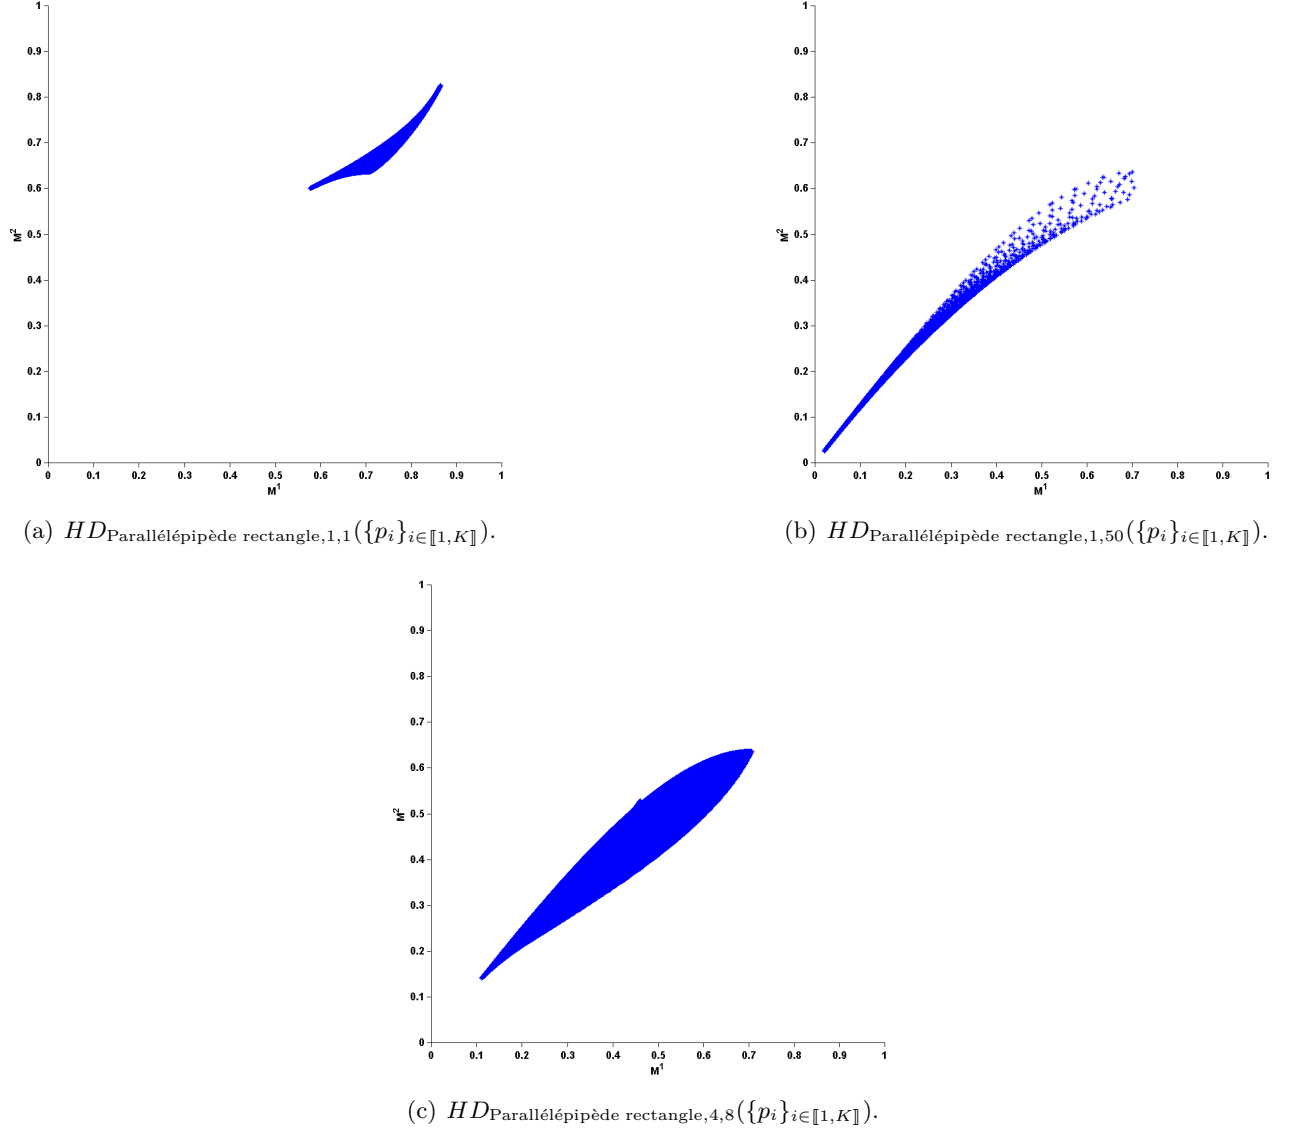 1
0.9
0.8
0.7
0.6
0.5
0.4
0.3
0.2
0.1
0
M²
0 0.1 0.2 0.3 0.4 0.5 0.6 0.7 0.8 0.9 1
M¹
(a) HD_{Parallélépipède rectangle,1,1}({p_i}_{i∈⟦1,K⟧}).
1
0.9
0.8
0.7
0.6
0.5
0.4
0.3
0.2
0.1
0
M²
0 0.1 0.2 0.3 0.4 0.5 0.6 0.7 0.8 0.9 1
M¹
(b) HD_{Parallélépipède rectangle,1,50}({p_i}_{i∈⟦1,K⟧}).
1
0.9
0.8
0.7
0.6
0.5
0.4
0.3
0.2
0.1
0
M²
0 0.1 0.2 0.3 0.4 0.5 0.6 0.7 0.8 0.9 1
M¹
(c) HD_{Parallélépipède rectangle,4,8}({p_i}_{i∈⟦1,K⟧}).